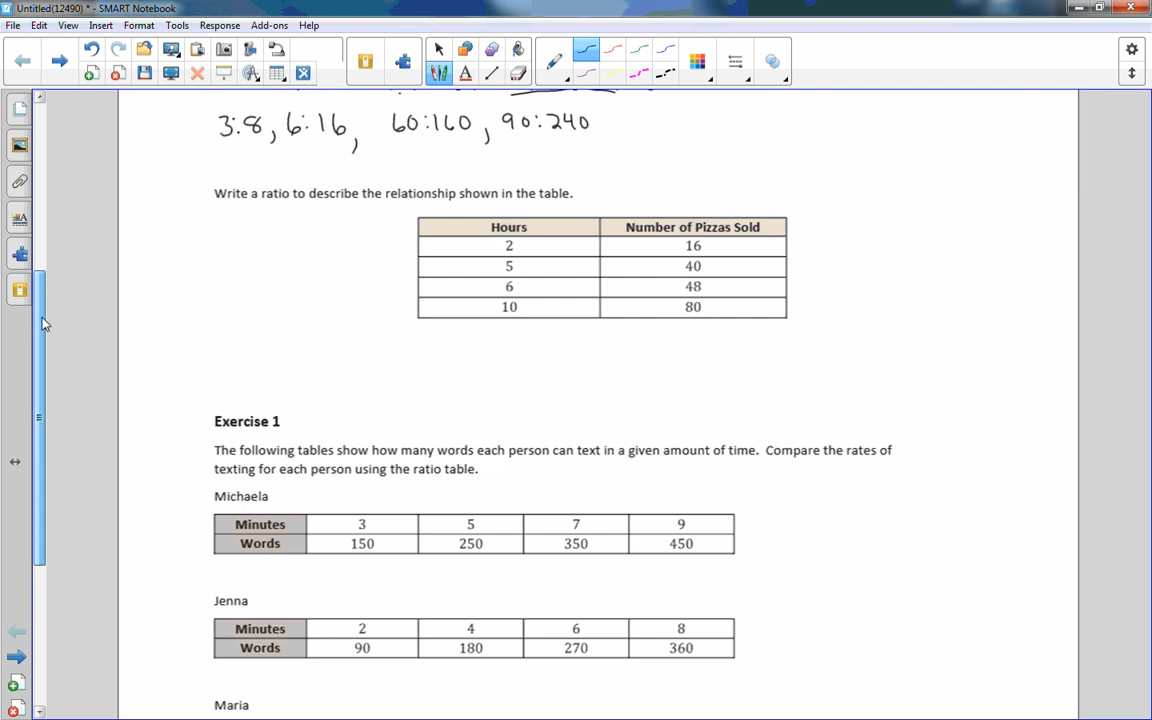 Untitled(12490) * - SMART Notebook
File Edit View Insert Format Tools Response Add-ons Help
3:8, 6:16, 60:160, 90:240
Write a ratio to describe the relationship shown in the table.
Hours Number of Pizzas Sold
2 16
5 40
6 48
10 80
Exercise 1
The following tables show how many words each person can text in a given amount of time. Compare the rates of
texting for each person using the ratio table.
Michaela
Minutes 3 5 7 9
Words 150 250 350 450
Jenna
Minutes 2 4 6 8
Words 90 180 270 360
Maria